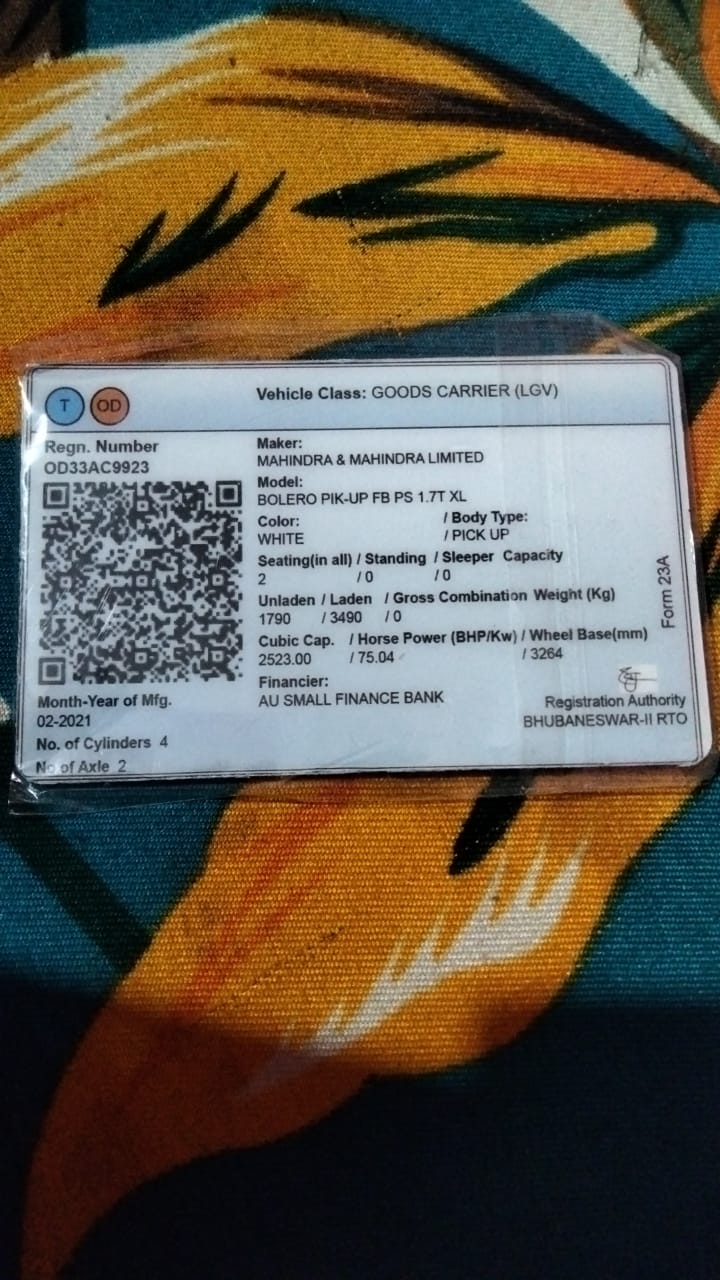 T OD
Vehicle Class: GOODS CARRIER (LGV)
Regn. Number
OD33AC9923
Maker:
MAHINDRA & MAHINDRA LIMITED
Model:
BOLERO PIK-UP FB PS 1.7T XL
Color: / Body Type:
WHITE / PICK UP
Seating(in all) / Standing / Sleeper Capacity
2 / 0 / 0
Unladen / Laden / Gross Combination Weight (Kg)
1790 / 3490 / 0
Cubic Cap. / Horse Power (BHP/Kw) / Wheel Base(mm)
2523.00 / 75.04 / 3264
Financier:
AU SMALL FINANCE BANK
Form 23A
Month-Year of Mfg.
02-2021
No. of Cylinders 4
No of Axle 2
Registration Authority
BHUBANESWAR-II RTO